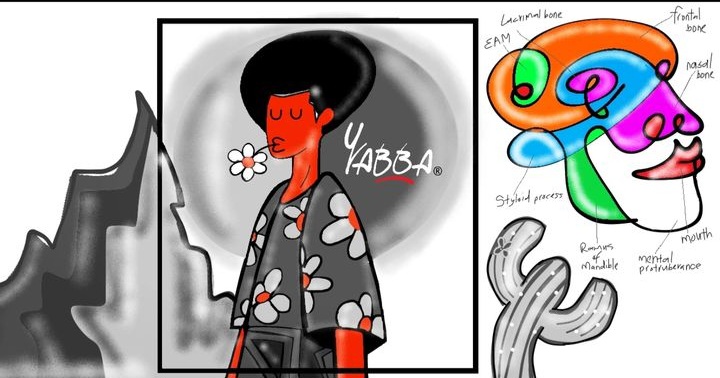 YABBA®
Lacrimal bone
EAM
frontal
bone
nasal
bone
Styloid process
Ramus
of
mandible
mental
protruberance
mouth